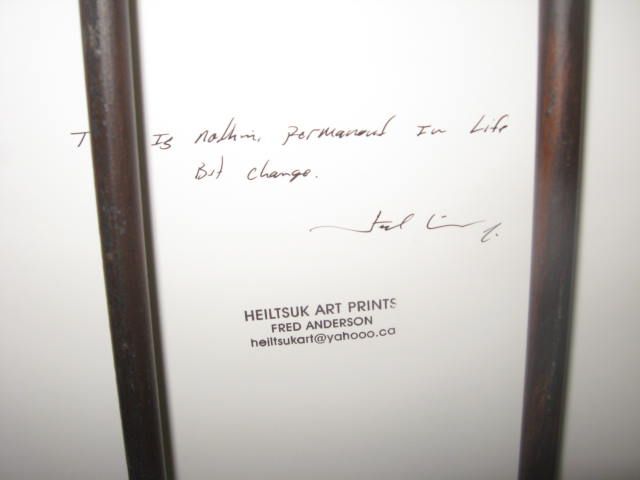 Is nothin, permanent In Life
But change.
HEILTSUK ART PRINTS
FRED ANDERSON
heiltsukart@yahooo.ca